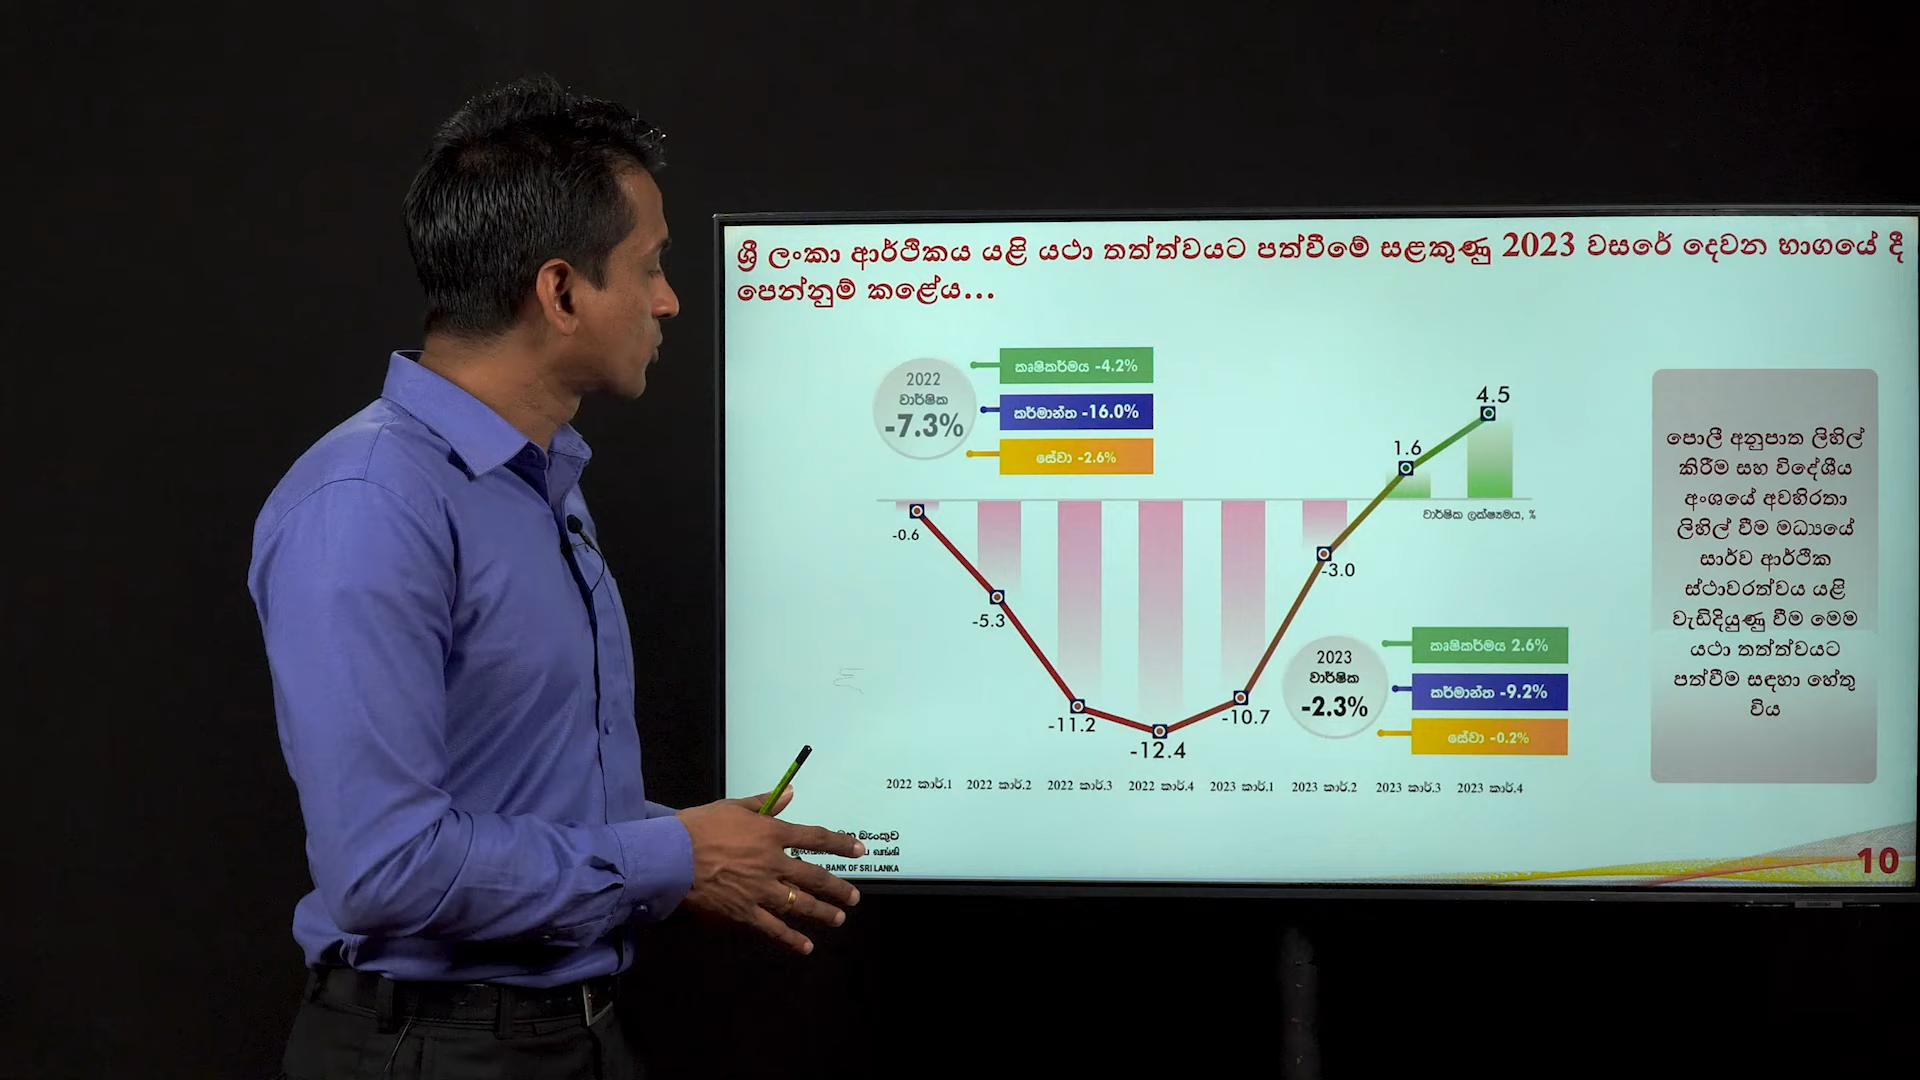 ශ්‍රී ලංකා ආර්ථිකය යළි යථා තත්ත්වයට පත්වීමේ සළකුණු 2023 වසරේ දෙවන භාගයේ දී
පෙන්නුම් කළේය...
2022
වාර්ෂික
-7.3%
කෘෂිකර්මය -4.2%
කර්මාන්ත -16.0%
සේවා -2.6%
4.5
1.6
වාර්ෂික ලක්ෂ්‍යමය, %
-0.6
-3.0
-5.3
-11.2
-12.4
-10.7
2023
වාර්ෂික
-2.3%
කෘෂිකර්මය 2.6%
කර්මාන්ත -9.2%
සේවා -0.2%
2022 කාර්.1
2022 කාර්.2
2022 කාර්.3
2022 කාර්.4
2023 කාර්.1
2023 කාර්.2
2023 කාර්.3
2023 කාර්.4
පොලී අනුපාත ලිහිල්
කිරීම සහ විදේශීය
අංශයේ අවහිරතා
ලිහිල් වීම මධ්‍යයේ
සාර්ව ආර්ථික
ස්ථාවරත්වය යළි
වැඩිදියුණු වීම මෙම
යථා තත්ත්වයට
පත්වීම සඳහා හේතු
විය
බැංකුව
வங்கி
BANK OF SRI LANKA
10